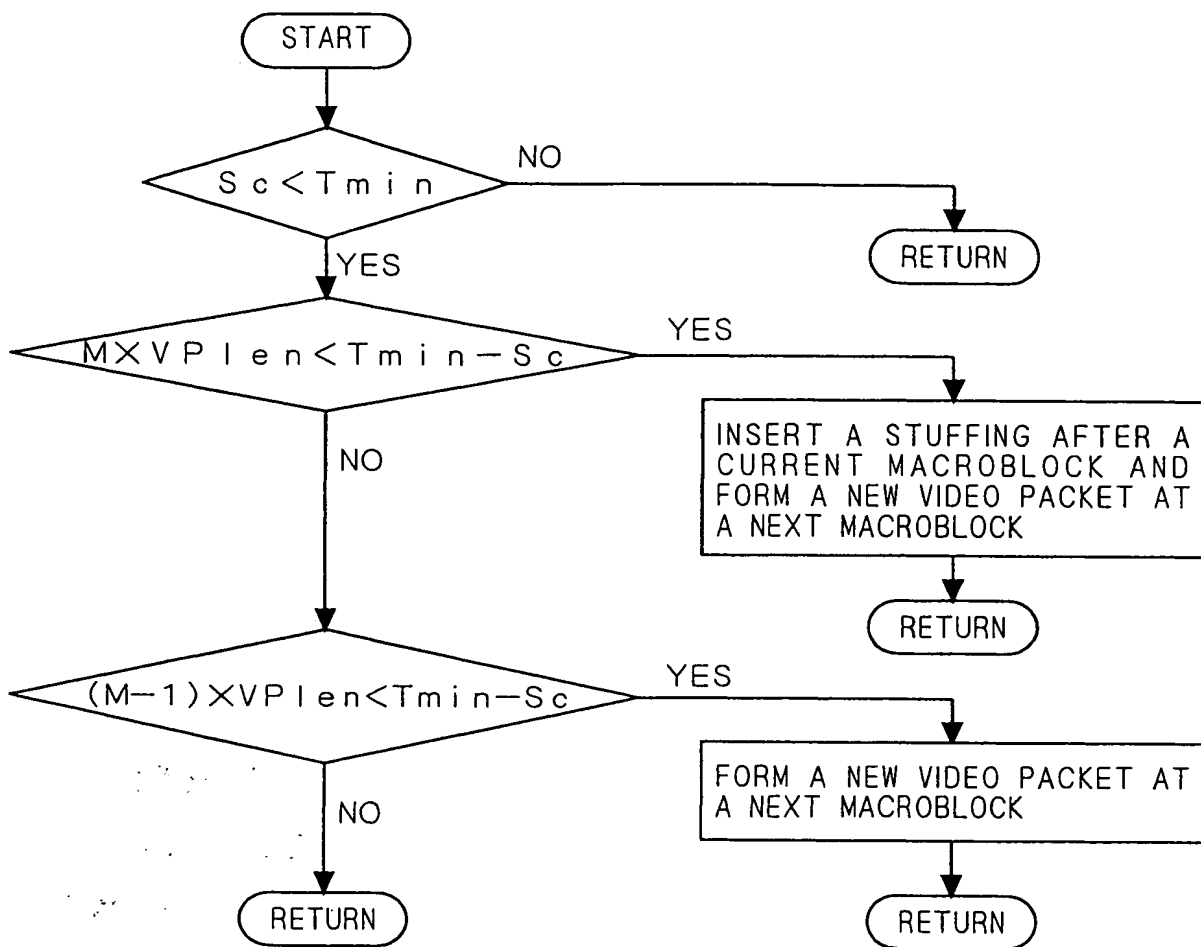 START
Sc<Tmin
NO
RETURN
YES
M×VPlen<Tmin-Sc
YES
INSERT A STUFFING AFTER A
CURRENT MACROBLOCK AND
FORM A NEW VIDEO PACKET AT
A NEXT MACROBLOCK
NO
RETURN
(M-1)×VPlen<Tmin-Sc
YES
FORM A NEW VIDEO PACKET AT
A NEXT MACROBLOCK
NO
RETURN
RETURN